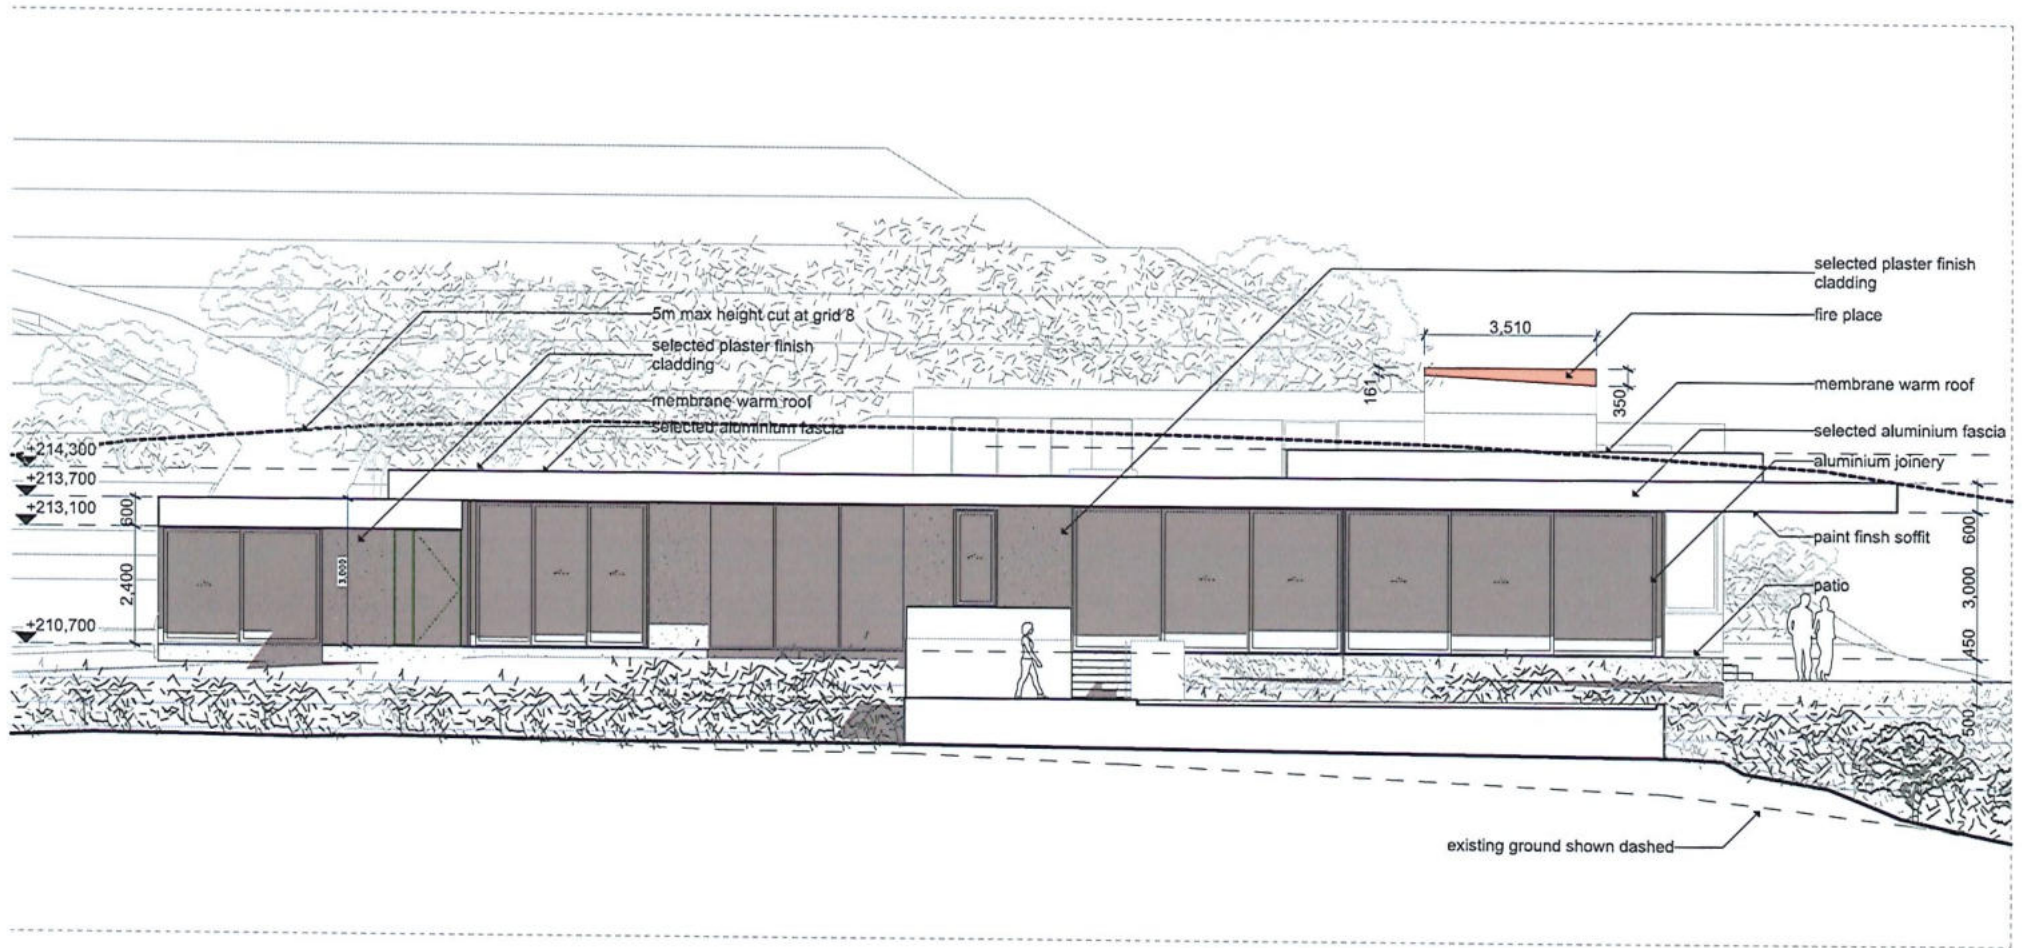 selected plaster finish
cladding
fire place
3,510
161
350
membrane warm roof
selected aluminium fascia
aluminium joinery
paint finsh soffit
patio
5m max height cut at grid 8
selected plaster finish
cladding
membrane warm roof
selected aluminium fascia
+214,300
+213,700
+213,100
+210,700
600
2,400
3,000
600
3,000
450
500
existing ground shown dashed